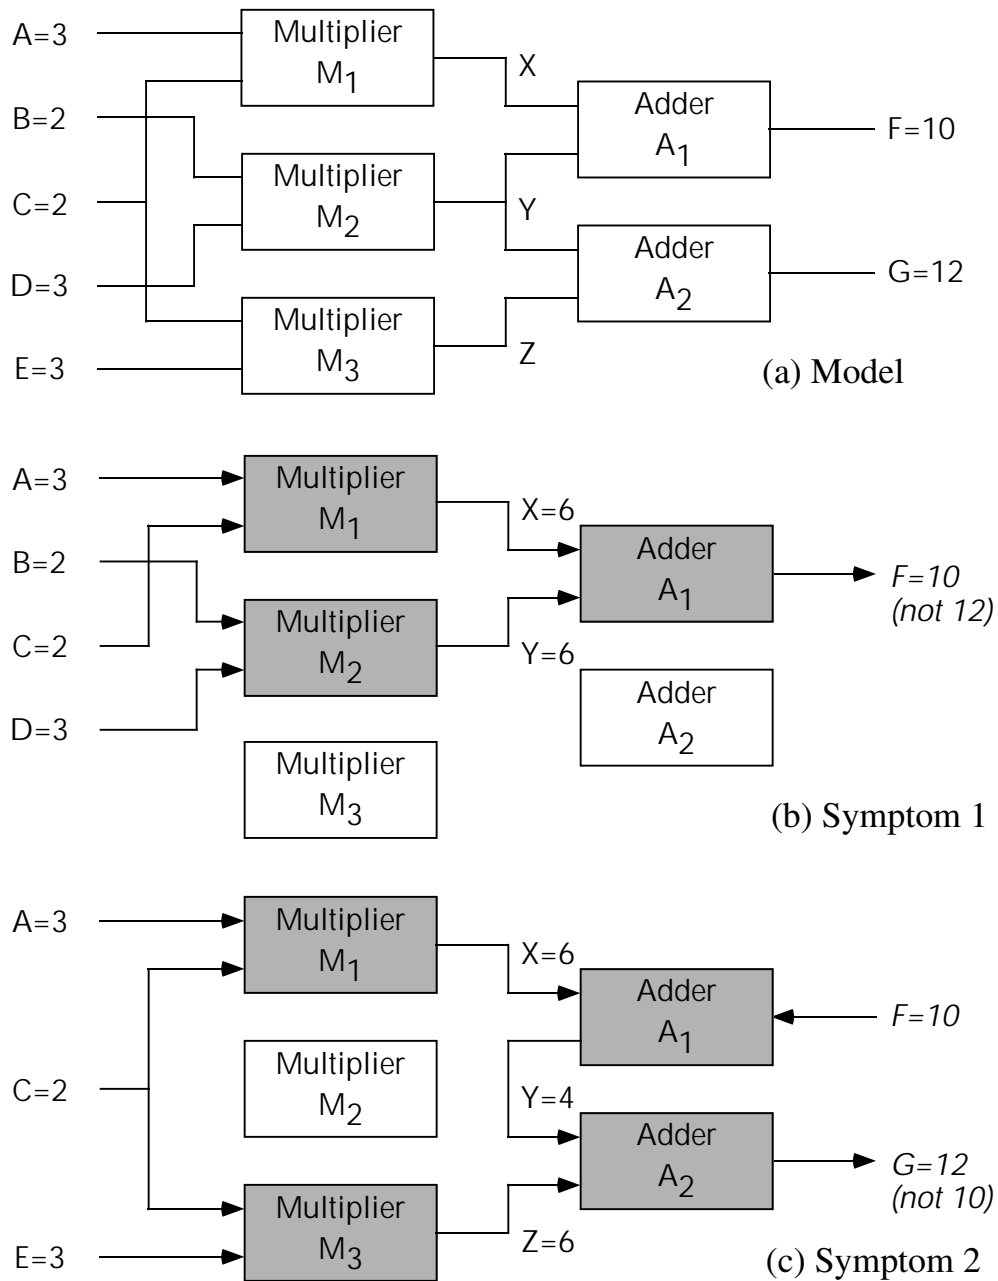 A=3
Multiplier
M1
X
B=2
Adder
A1
F=10
Multiplier
M2
C=2
Y
D=3
Adder
A2
G=12
Multiplier
M3
Z
E=3
(a) Model
A=3
Multiplier
M1
X=6
B=2
Adder
A1
F=10
(not 12)
Multiplier
M2
C=2
Y=6
D=3
Adder
A2
Multiplier
M3
(b) Symptom 1
A=3
Multiplier
M1
X=6
Adder
A1
F=10
Multiplier
M2
C=2
Y=4
Adder
A2
G=12
(not 10)
Multiplier
M3
Z=6
E=3
(c) Symptom 2